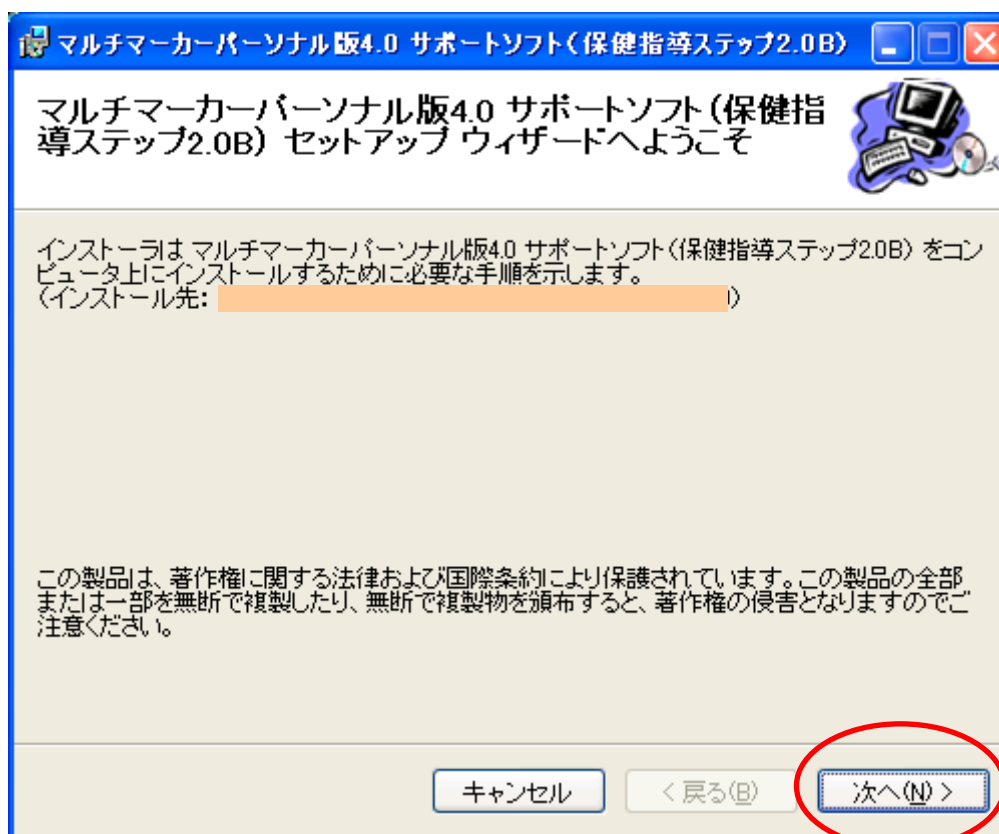 マルチマーカーパーソナル版4.0 サポートソフト(保健指導ステップ2.0B)
マルチマーカーパーソナル版4.0 サポートソフト(保健指
導ステップ2.0B) セットアップ ウィザードへようこそ
インストーラは マルチマーカーパーソナル版4.0 サポートソフト(保健指導ステップ2.0B) をコン
ピュータ上にインストールするために必要な手順を示します。
(インストール先: )
この製品は、著作権に関する法律および国際条約により保護されています。この製品の全部
または一部を無断で複製したり、無断で複製物を頒布すると、著作権の侵害となりますのでご
注意ください。
キャンセル < 戻る(B) 次へ(N) >